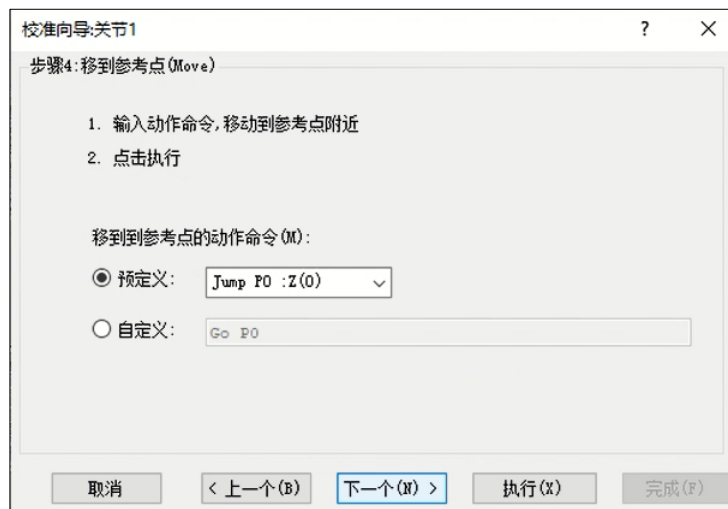 校准向导:关节1
?
步骤4:移到参考点(Move)
1. 输入动作命令,移动到参考点附近
2. 点击执行
移到到参考点的动作命令(M):
预定义: Jump P0 :Z(0)
自定义: Go P0
取消 < 上一个(B) 下一个(N) > 执行(X) 完成(F)